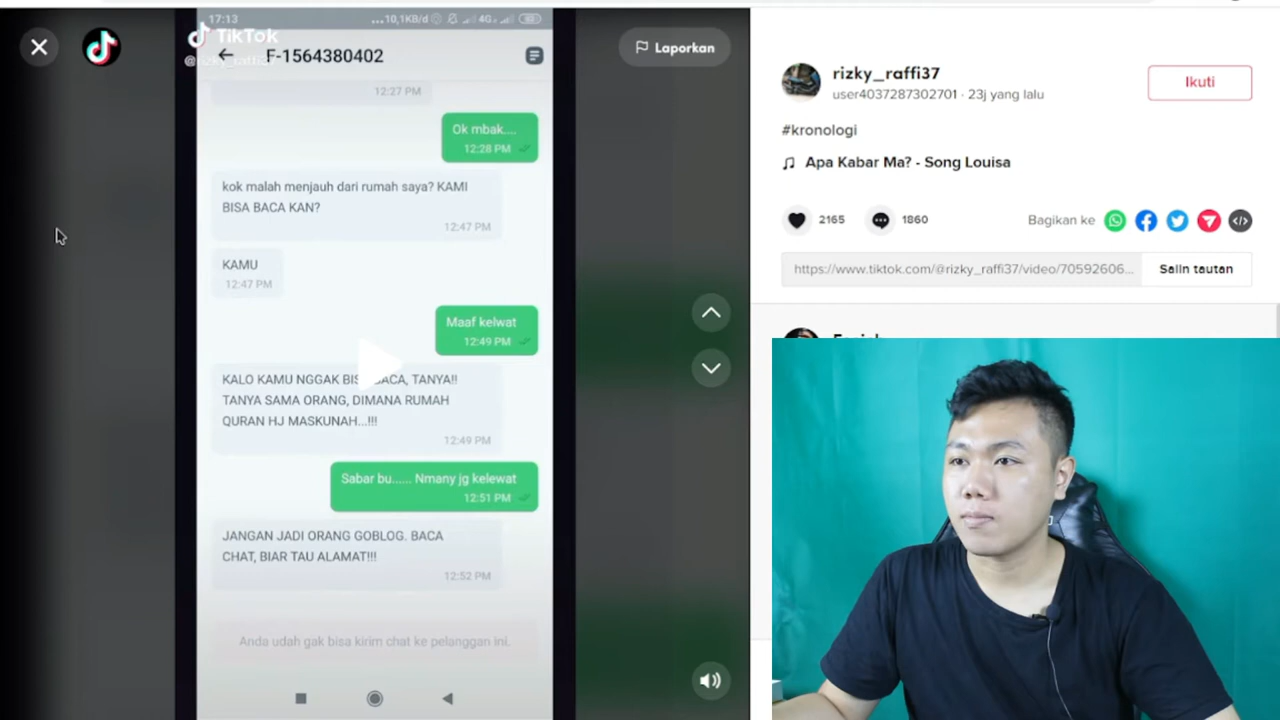 17:13
...10,1KB/d
4G+
TikTok
F-1564380402
Laporkan
12:27 PM
Ok mbak....
12:28 PM
kok malah menjauh dari rumah saya? KAMI
BISA BACA KAN?
12:47 PM
KAMU
12:47 PM
Maaf kelwat
12:49 PM
KALO KAMU NGGAK BISA BACA, TANYA!!
TANYA SAMA ORANG, DIMANA RUMAH
QURAN HJ MASKUNAH...!!!
12:49 PM
Sabar bu...... Nmany jg kelewat
12:51 PM
JANGAN JADI ORANG GOBLOG. BACA
CHAT, BIAR TAU ALAMAT!!!
12:52 PM
Anda udah gak bisa kirim chat ke pelanggan ini.
rizky_raffi37
user4037287302701 · 23j yang lalu
Ikuti
#kronologi
Apa Kabar Ma? - Song Louisa
2165
1860
Bagikan ke
https://www.tiktok.com/@rizky_raffi37/video/70592606...
Salin tautan